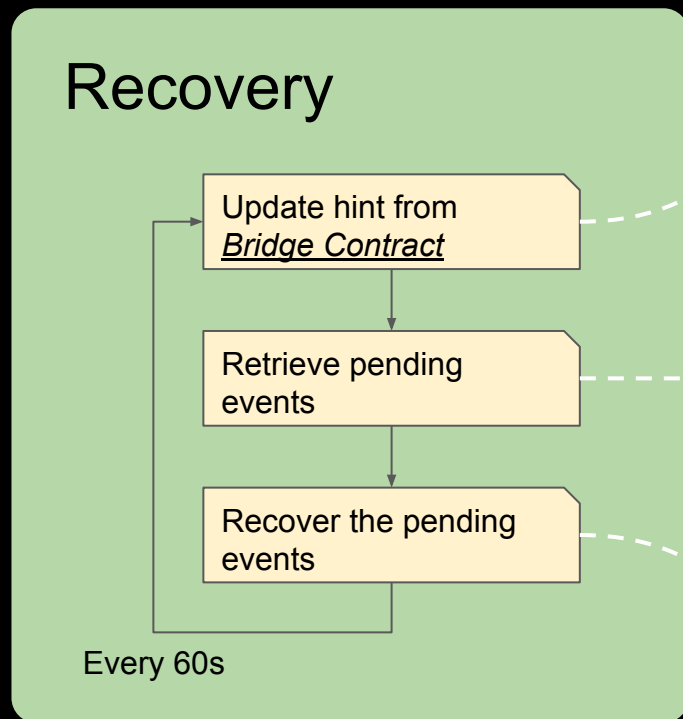 Recovery
Update hint from
Bridge Contract
Retrieve pending
events
Recover the pending
events
Every 60s